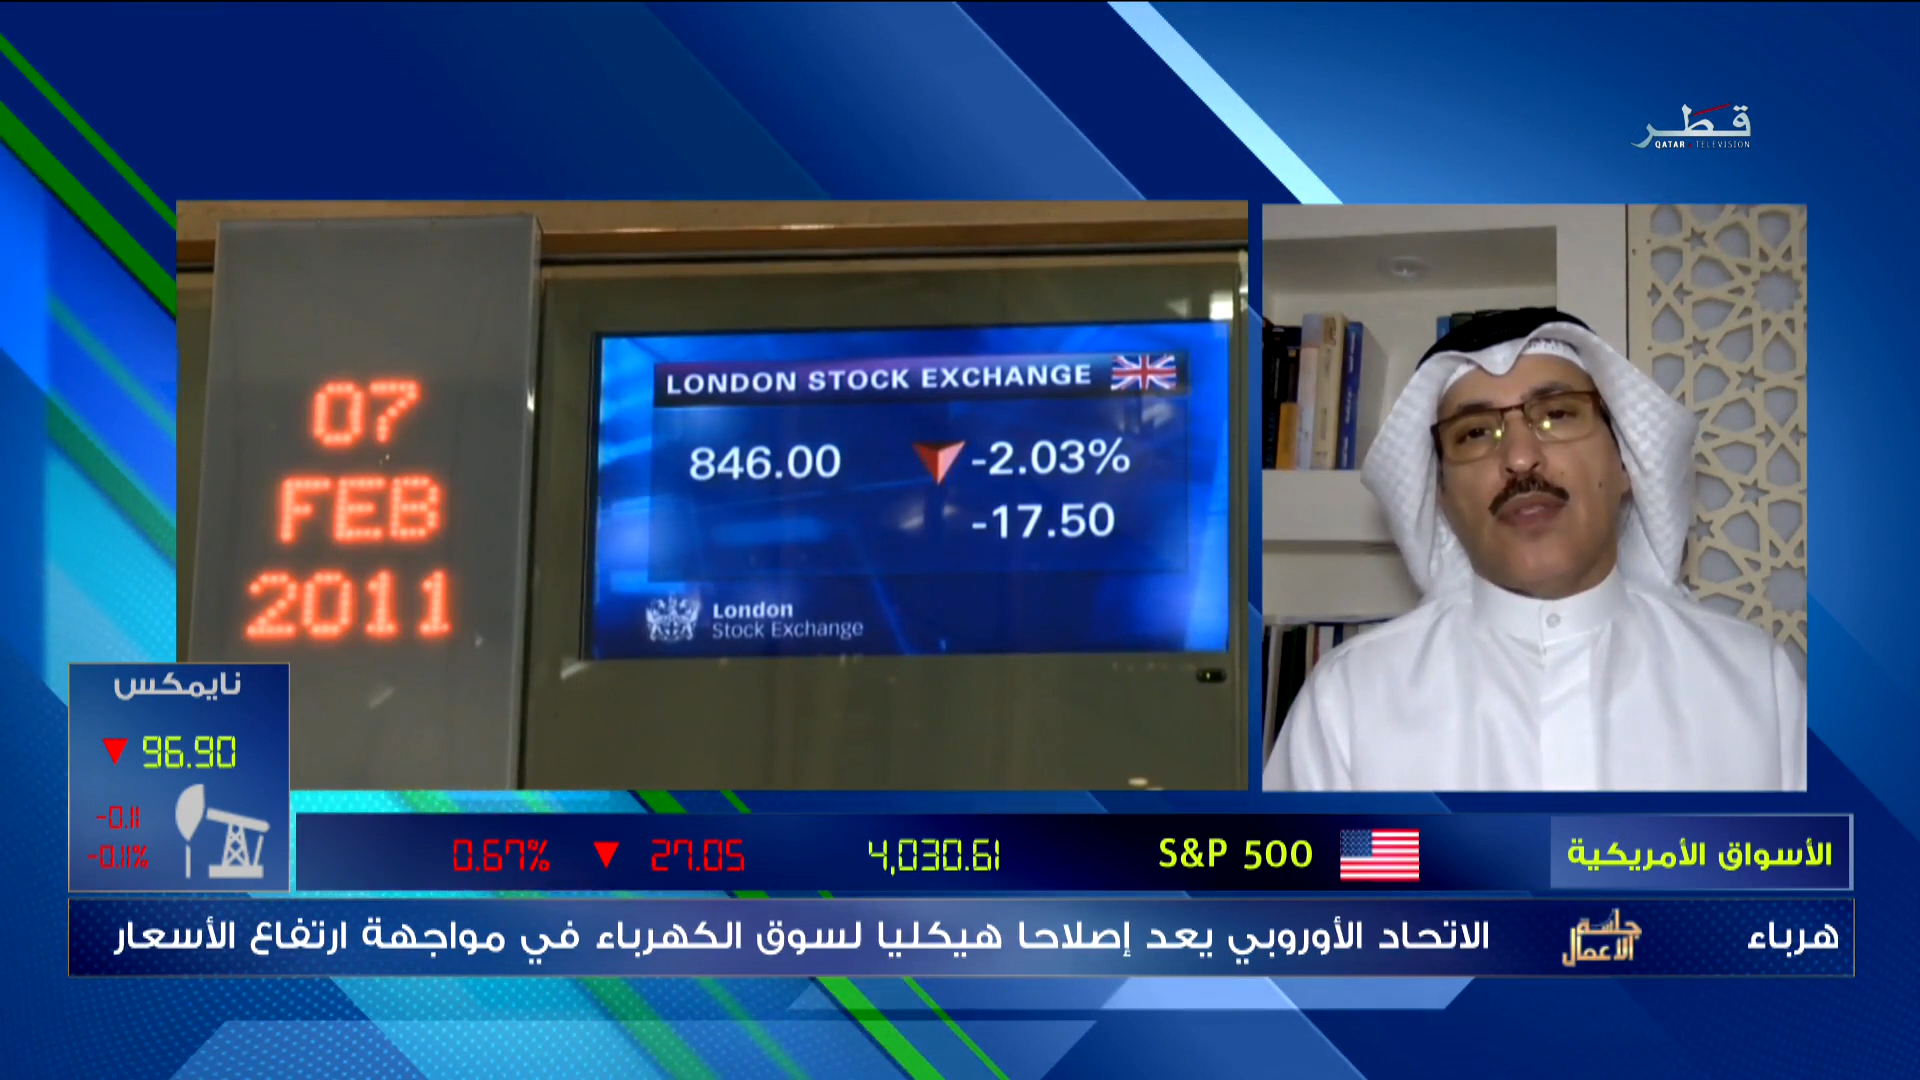 قطر
QATAR TELEVISION
07
FEB
2011
LONDON STOCK EXCHANGE
846.00 -2.03%
-17.50
London
Stock Exchange
نايمكس
96.90
-0.11
-0.11%
الأسواق الأمريكية S&P 500 4,030.61 27.05 0.67%
هرباء جلسة الأعمال الاتحاد الأوروبي يعد إصلاحا هيكليا لسوق الكهرباء في مواجهة ارتفاع الأسعار